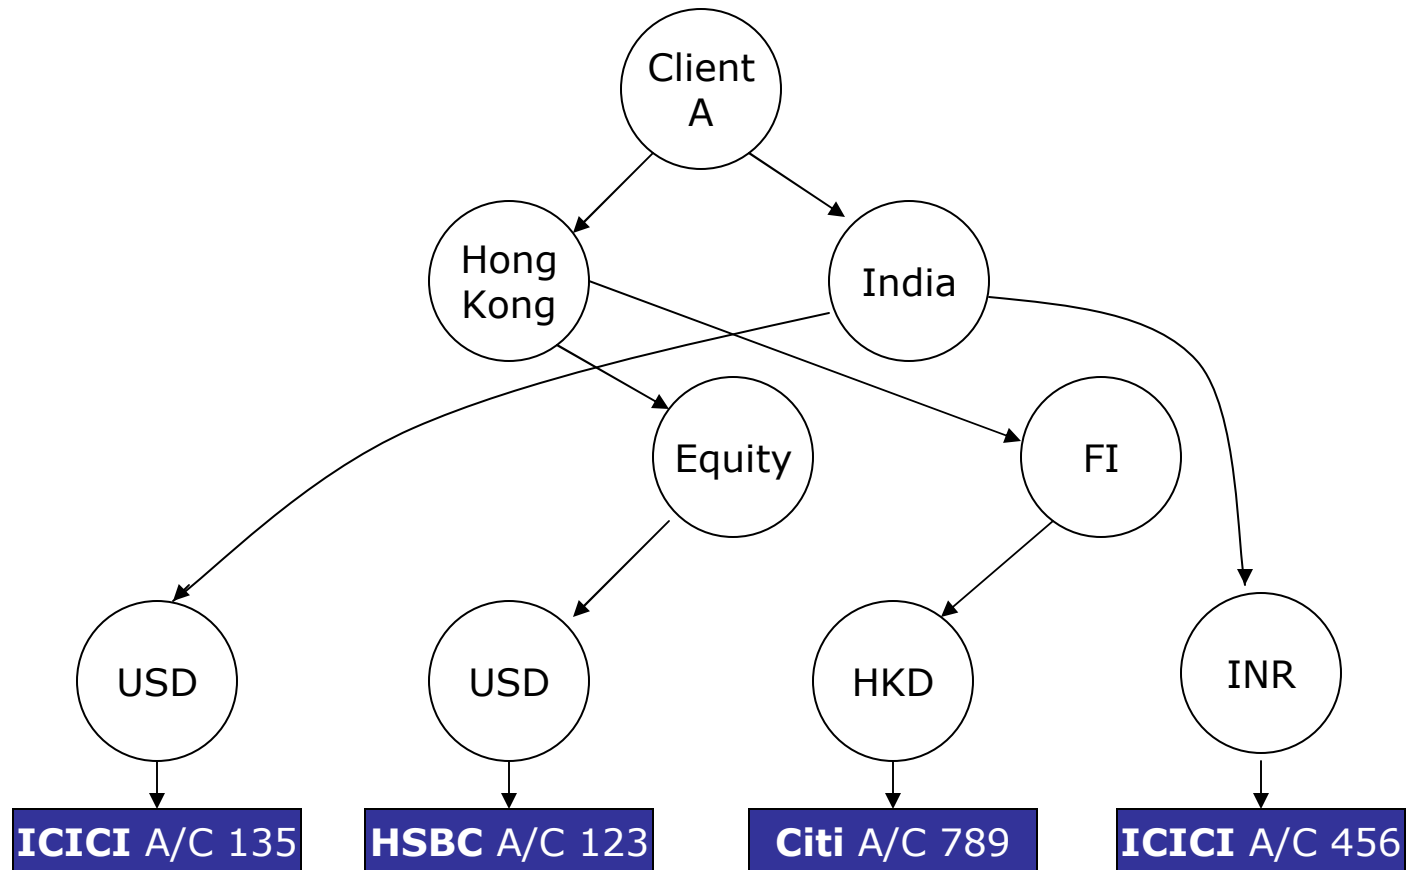 Client
A
Hong
Kong
India
Equity
FI
USD
USD
HKD
INR
ICICI A/C 135
HSBC A/C 123
Citi A/C 789
ICICI A/C 456